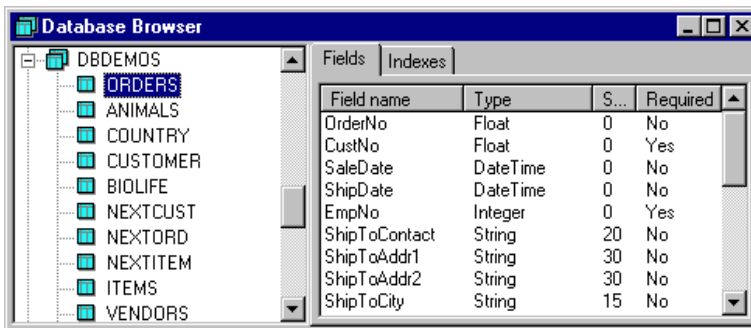 Database Browser
DBDEMOS
ORDERS
ANIMALS
COUNTRY
CUSTOMER
BIOLIFE
NEXTCUST
NEXTORD
NEXTITEM
ITEMS
VENDORS
Fields Indexes
Field name Type S... Required
OrderNo Float 0 No
CustNo Float 0 Yes
SaleDate DateTime 0 No
ShipDate DateTime 0 No
EmpNo Integer 0 Yes
ShipToContact String 20 No
ShipToAddr1 String 30 No
ShipToAddr2 String 30 No
ShipToCity String 15 No